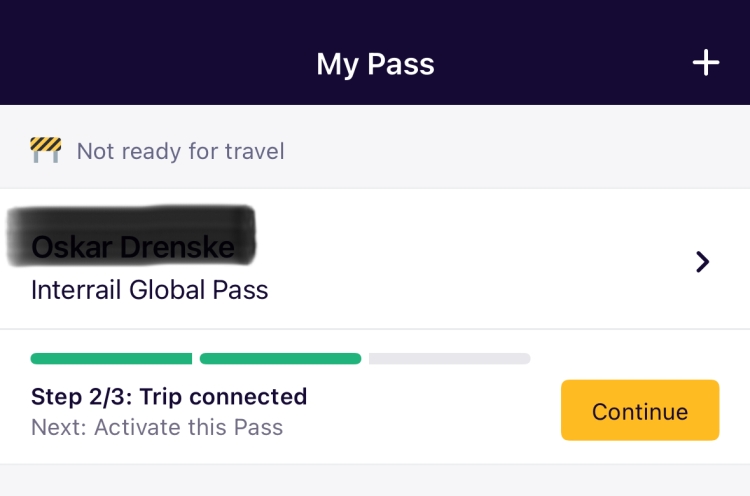 My Pass
Not ready for travel
Oskar Drenske
Interrail Global Pass
Step 2/3: Trip connected
Next: Activate this Pass
Continue